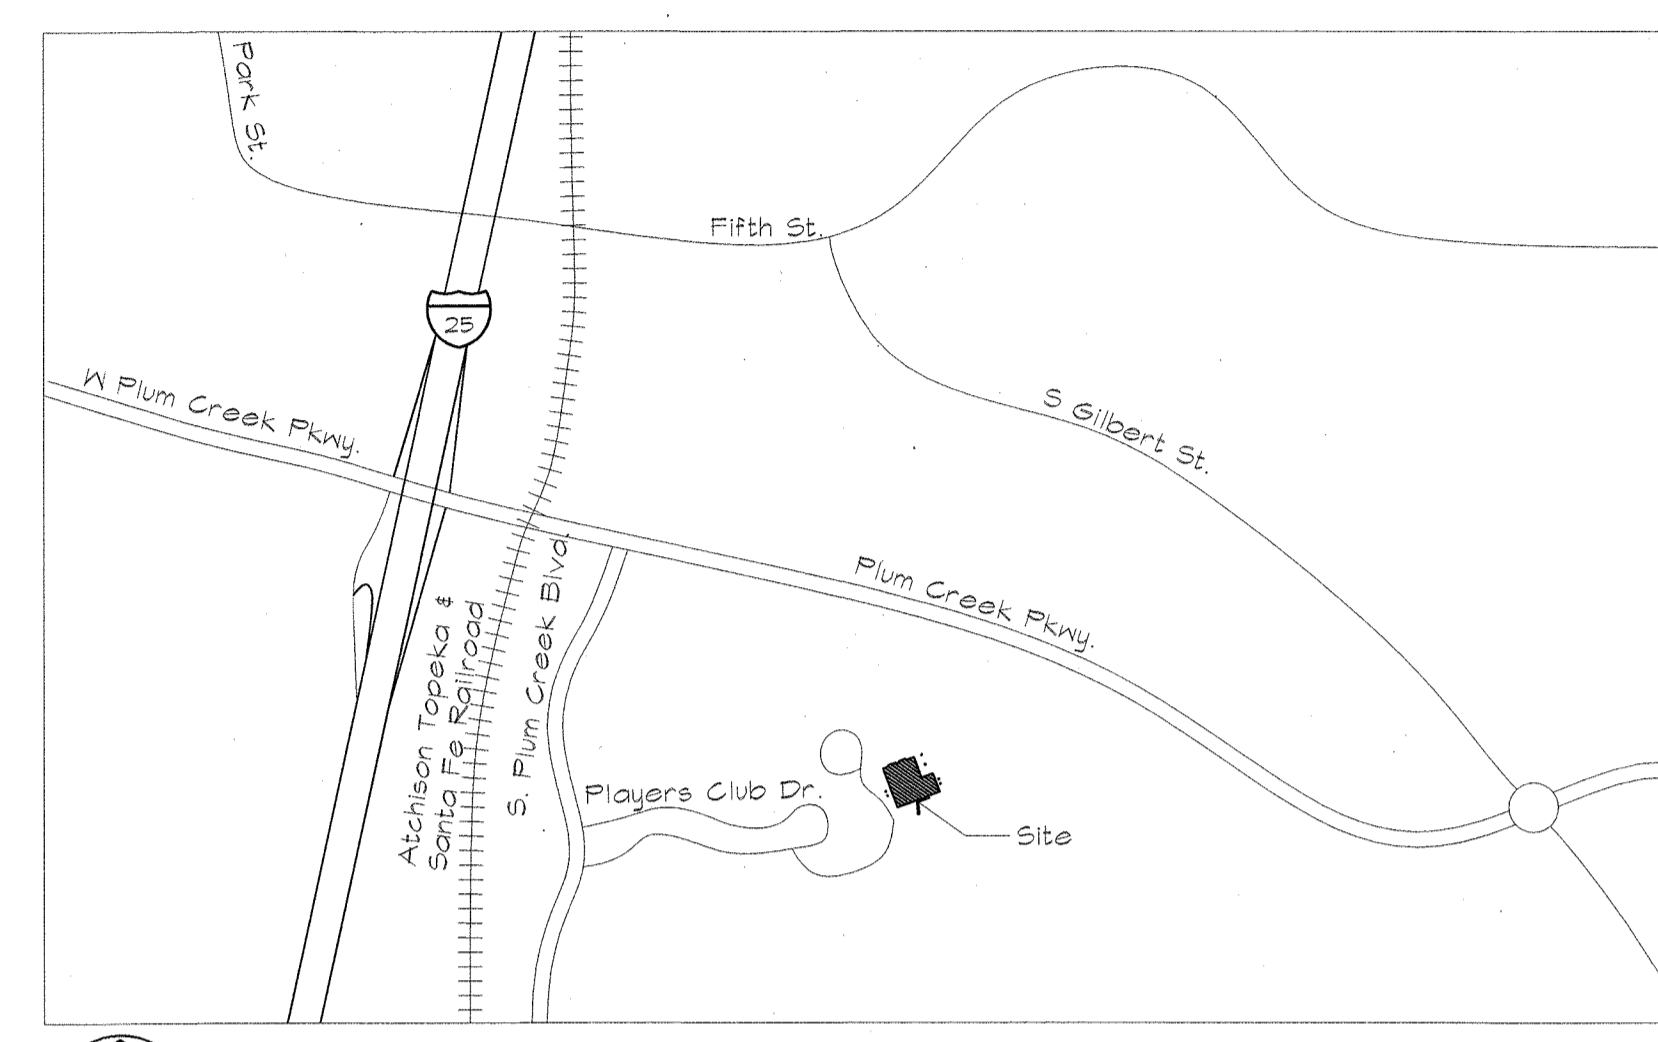 Park St.
Fifth St.
25
W Plum Creek Pkwy.
S Gilbert St.
Plum Creek Pkwy.
Atchison Topeka &
Santa Fe Railroad
S. Plum Creek Blvd.
Players Club Dr.
Site